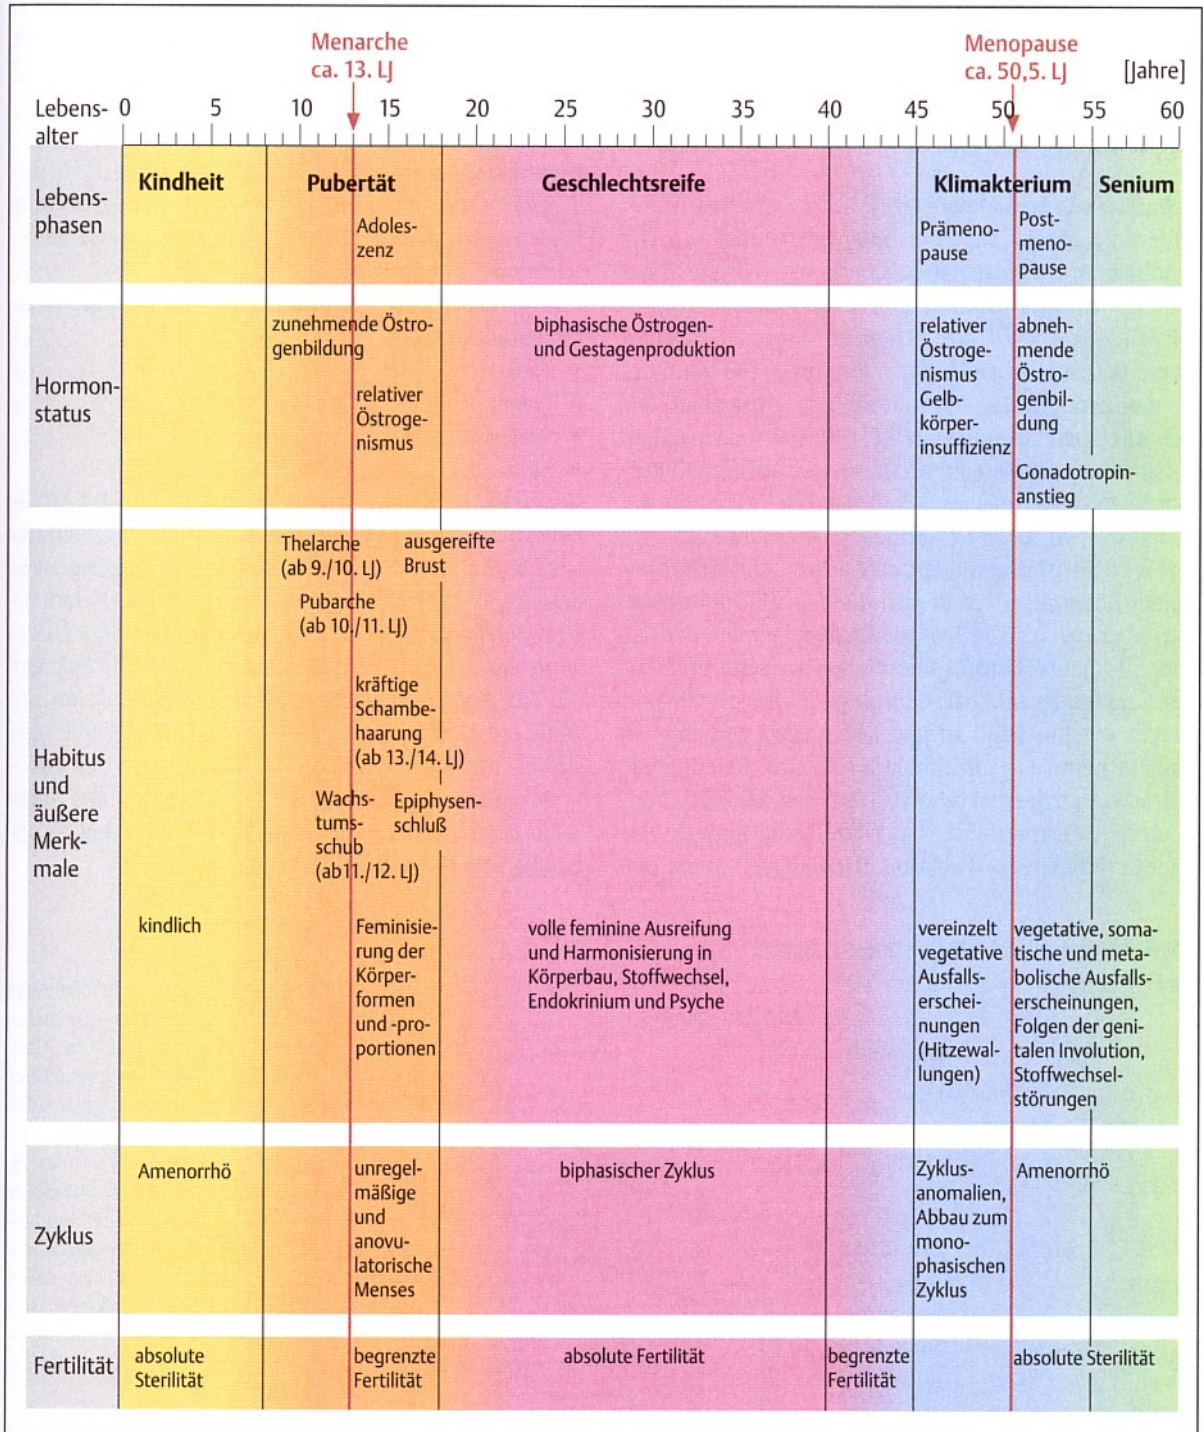 Menarche
ca. 13. LJ
Menopause
ca. 50,5. LJ
[Jahre]
Lebens-
alter
0 5 10 15 20 25 30 35 40 45 50 55 60
Lebens-
phasen
Kindheit
Pubertät
Geschlechtsreife
Klimakterium
Senium
Adoles-
zenz
Prämeno-
pause
Post-
meno-
pause
Hormon-
status
zunehmende Östro-
genbildung
relativer
Östroge-
nismus
biphasische Östrogen-
und Gestagenproduktion
relativer
Östroge-
nismus
Gelb-
körper-
insuffizienz
abneh-
mende
Östro-
genbil-
dung
Gonadotropin-
anstieg
Habitus
und
äußere
Merk-
male
Thelarche
(ab 9./10. LJ)
ausgereifte
Brust
Pubarche
(ab 10./11. LJ)
kräftige
Schambe-
haarung
(ab 13./14. LJ)
Wachs-
tums-
schub
(ab11./12. LJ)
Epiphysen-
schluß
kindlich
Feminisie-
rung der
Körper-
formen
und -pro-
portionen
volle feminine Ausreifung
und Harmonisierung in
Körperbau, Stoffwechsel,
Endokrinium und Psyche
vereinzelt
vegetative
Ausfalls-
erschei-
nungen
(Hitzewal-
lungen)
vegetative, soma-
tische und meta-
bolische Ausfalls-
erscheinungen,
Folgen der geni-
talen Involution,
Stoffwechsel-
störungen
Zyklus
Amenorrhö
unregel-
mäßige
und
anovu-
latorische
Menses
biphasischer Zyklus
Zyklus-
anomalien,
Abbau zum
mono-
phasischen
Zyklus
Amenorrhö
Fertilität
absolute
Sterilität
begrenzte
Fertilität
absolute Fertilität
begrenzte
Fertilität
absolute Sterilität